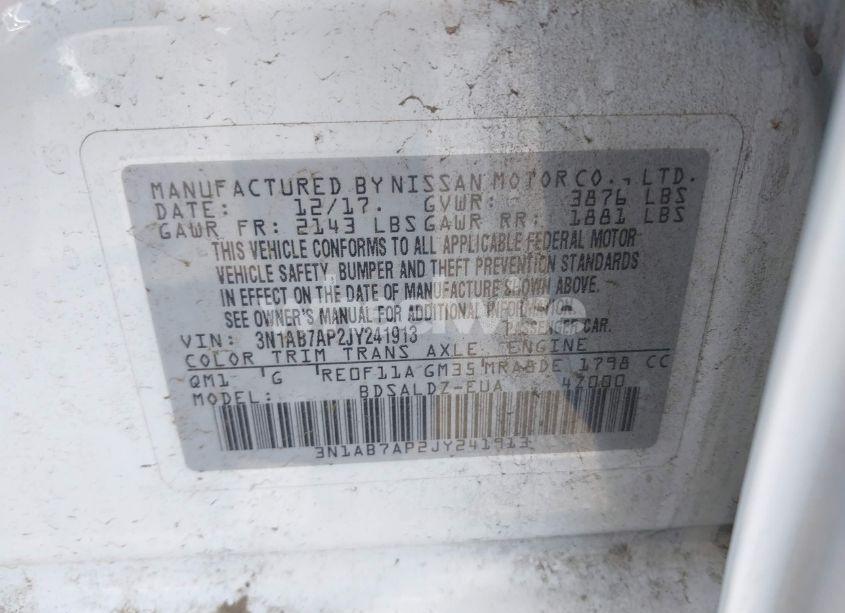 MANUFACTURED BY NISSAN MOTOR CO., LTD.
DATE: 12/17. GVWR: 3876 LBS
GAWR FR: 2143 LBS GAWR RR: 1881 LBS
THIS VEHICLE CONFORMS TO ALL APPLICABLE FEDERAL MOTOR
VEHICLE SAFETY, BUMPER AND THEFT PREVENTION STANDARDS
IN EFFECT ON THE DATE OF MANUFACTURE SHOWN ABOVE.
SEE OWNER'S MANUAL FOR ADDITIONAL INFORMATION
VIN: 3N1AB7AP2JY241913 PASSENGER CAR.
COLOR TRIM TRANS AXLE ENGINE
QM1 G RE0F11A GM35 MRA8DE 1798 CC
MODEL: BDSALDZ-EUA 47000
3N1AB7AP2JY241913